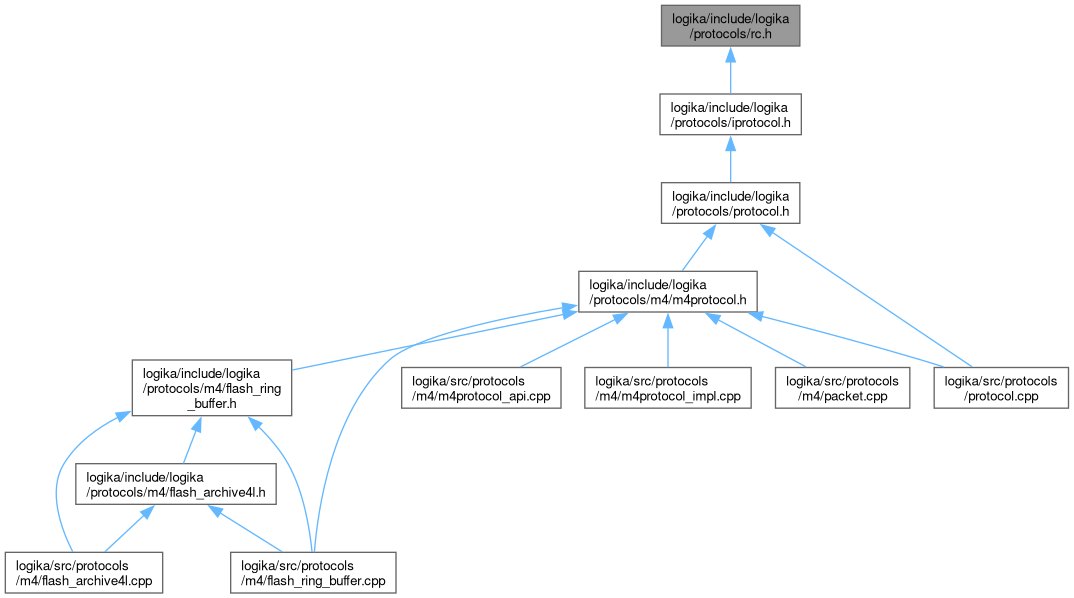 logika/include/logika
/protocols/rc.h
logika/include/logika
/protocols/iprotocol.h
logika/include/logika
/protocols/protocol.h
logika/include/logika
/protocols/m4/m4protocol.h
logika/include/logika
/protocols/m4/flash_ring
_buffer.h
logika/src/protocols
/m4/m4protocol_api.cpp
logika/src/protocols
/m4/m4protocol_impl.cpp
logika/src/protocols
/m4/packet.cpp
logika/src/protocols
/protocol.cpp
logika/include/logika
/protocols/m4/flash_archive4l.h
logika/src/protocols
/m4/flash_archive4l.cpp
logika/src/protocols
/m4/flash_ring_buffer.cpp